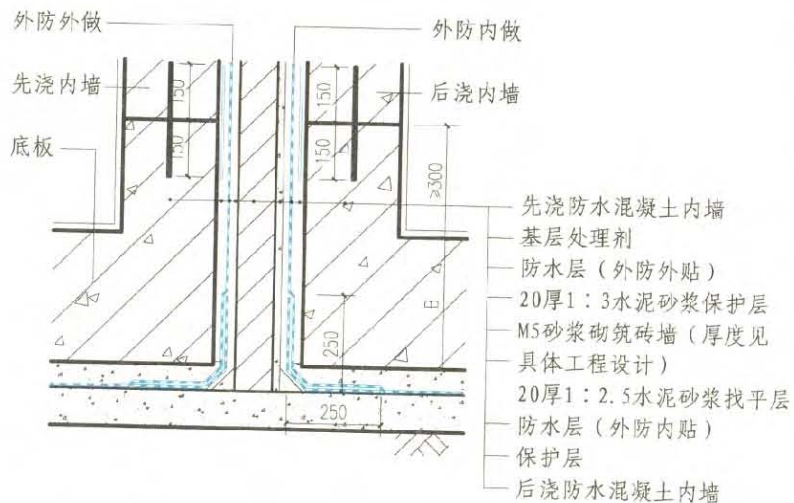 外防外做
外防内做
先浇内墙
后浇内墙
底板
150
150
150
150
≥300
B
250
250
先浇防水混凝土内墙
基层处理剂
防水层（外防外贴）
20厚1：3水泥砂浆保护层
M5砂浆砌筑砖墙（厚度见
具体工程设计）
20厚1：2.5水泥砂浆找平层
防水层（外防内贴）
保护层
后浇防水混凝土内墙